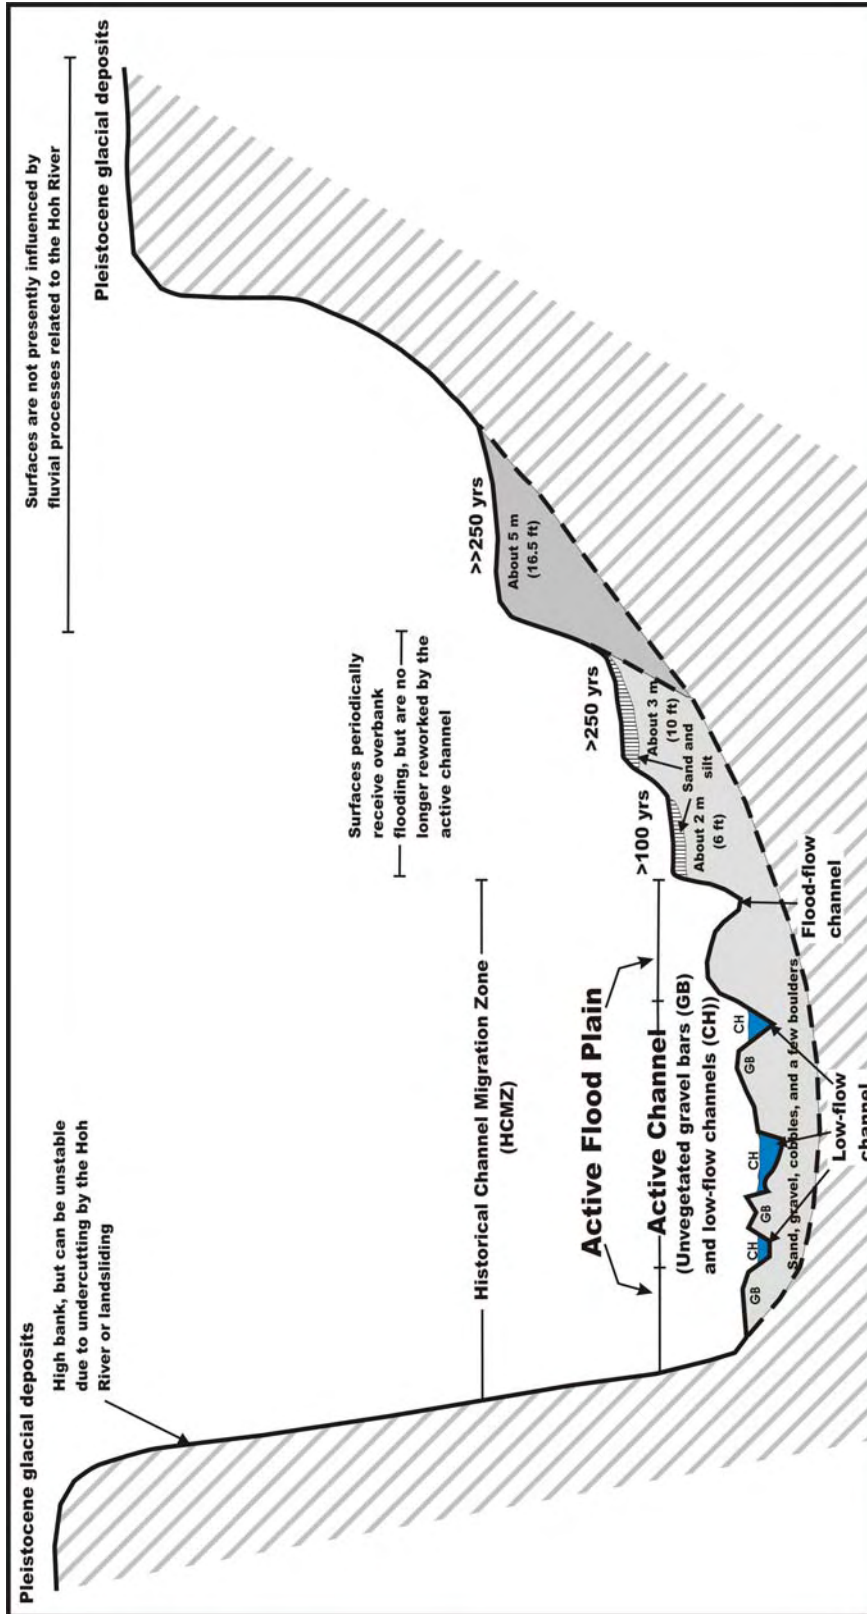 Pleistocene glacial deposits
High bank, but can be unstable
due to undercutting by the Hoh
River or landsliding
Surfaces are not presently influenced by
fluvial processes related to the Hoh River
Pleistocene glacial deposits
Surfaces periodically
receive overbank
flooding, but are no
longer reworked by the
active channel
Historical Channel Migration Zone
(HCMZ)
>>250 yrs
About 5 m
(16.5 ft)
>250 yrs
About 3 m
(10 ft)
Sand and
silt
>100 yrs
About 2 m
(6 ft)
Active Flood Plain
Active Channel
(Unvegetated gravel bars (GB)
and low-flow channels (CH))
GB
CH
GB
CH
GB
CH
Sand, gravel, cobbles, and a few boulders
Low-flow
channel
Flood-flow
channel